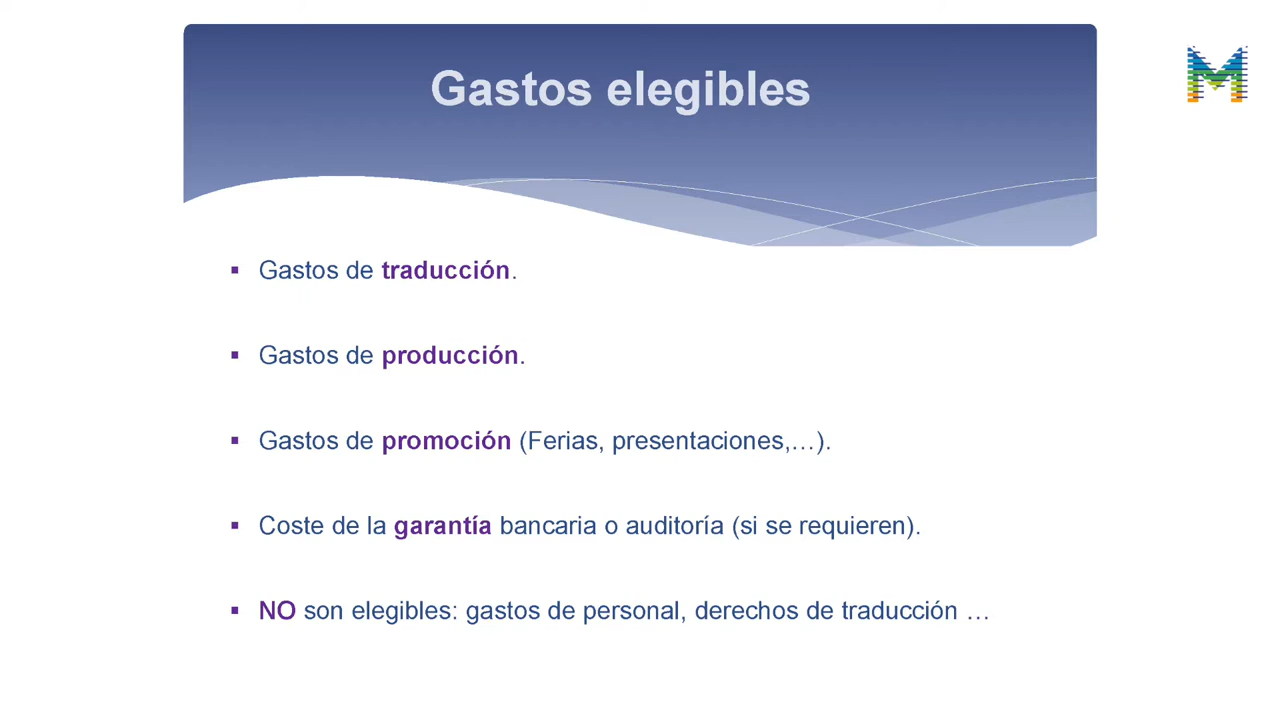 Gastos elegibles
▪ Gastos de traducción.
▪ Gastos de producción.
▪ Gastos de promoción (Ferias, presentaciones,…).
▪ Coste de la garantía bancaria o auditoría (si se requieren).
▪ NO son elegibles: gastos de personal, derechos de traducción …